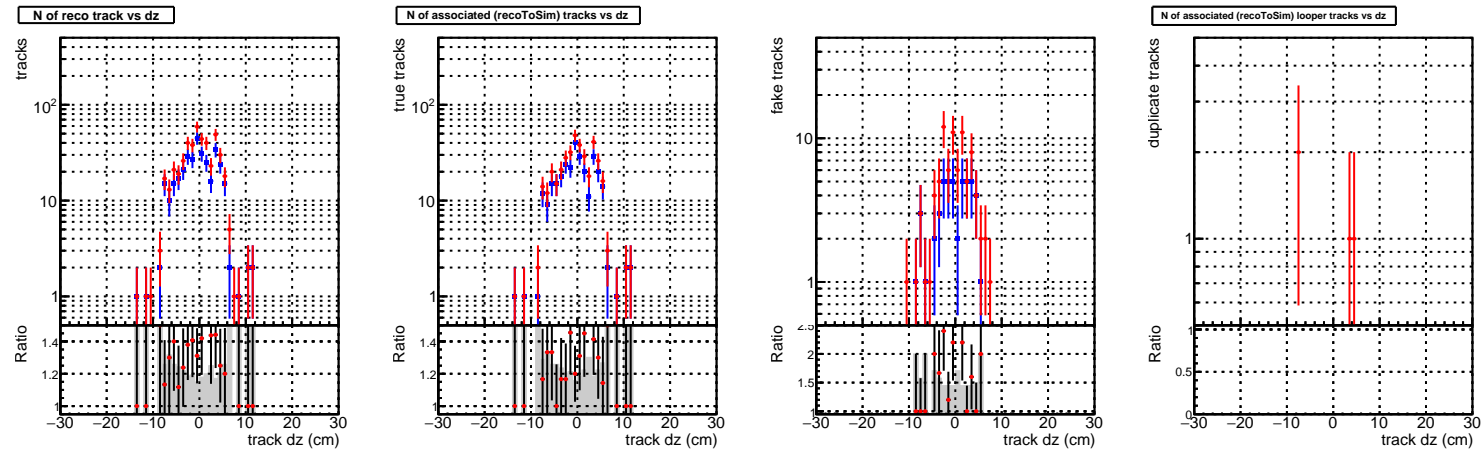 N of reco track vs dz
tracks
10²
10
1
Ratio
1.4
1.2
1
−30 −20 −10 0 10 20 30
track dz (cm)
N of associated (recoToSim) tracks vs dz
true tracks
10²
10
1
Ratio
1.4
1.2
1
−30 −20 −10 0 10 20 30
track dz (cm)
fake tracks
10
1
Ratio
2.5
2
1.5
1
−30 −20 −10 0 10 20 30
track dz (cm)
N of associated (recoToSim) looper tracks vs dz
duplicate tracks
1
Ratio
1
0.5
0
−30 −20 −10 0 10 20 30
track dz (cm)